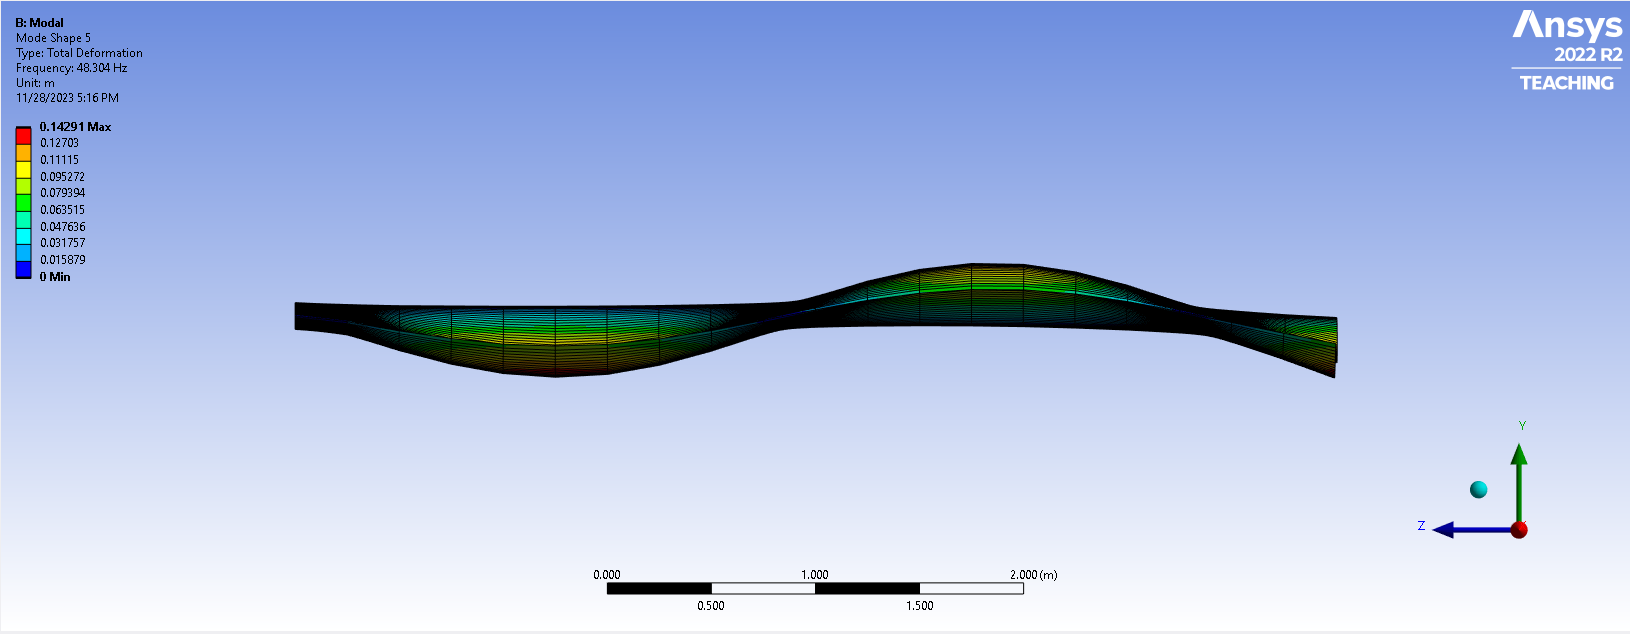 B: Modal
Mode Shape 5
Type: Total Deformation
Frequency: 48.304 Hz
Unit: m
11/28/2023 5:16 PM
0.14291 Max
0.12703
0.11115
0.095272
0.079394
0.063515
0.047636
0.031757
0.015879
0 Min
Ansys
2022 R2
TEACHING
Y
Z
0.000 1.000 2.000 (m)
0.500 1.500